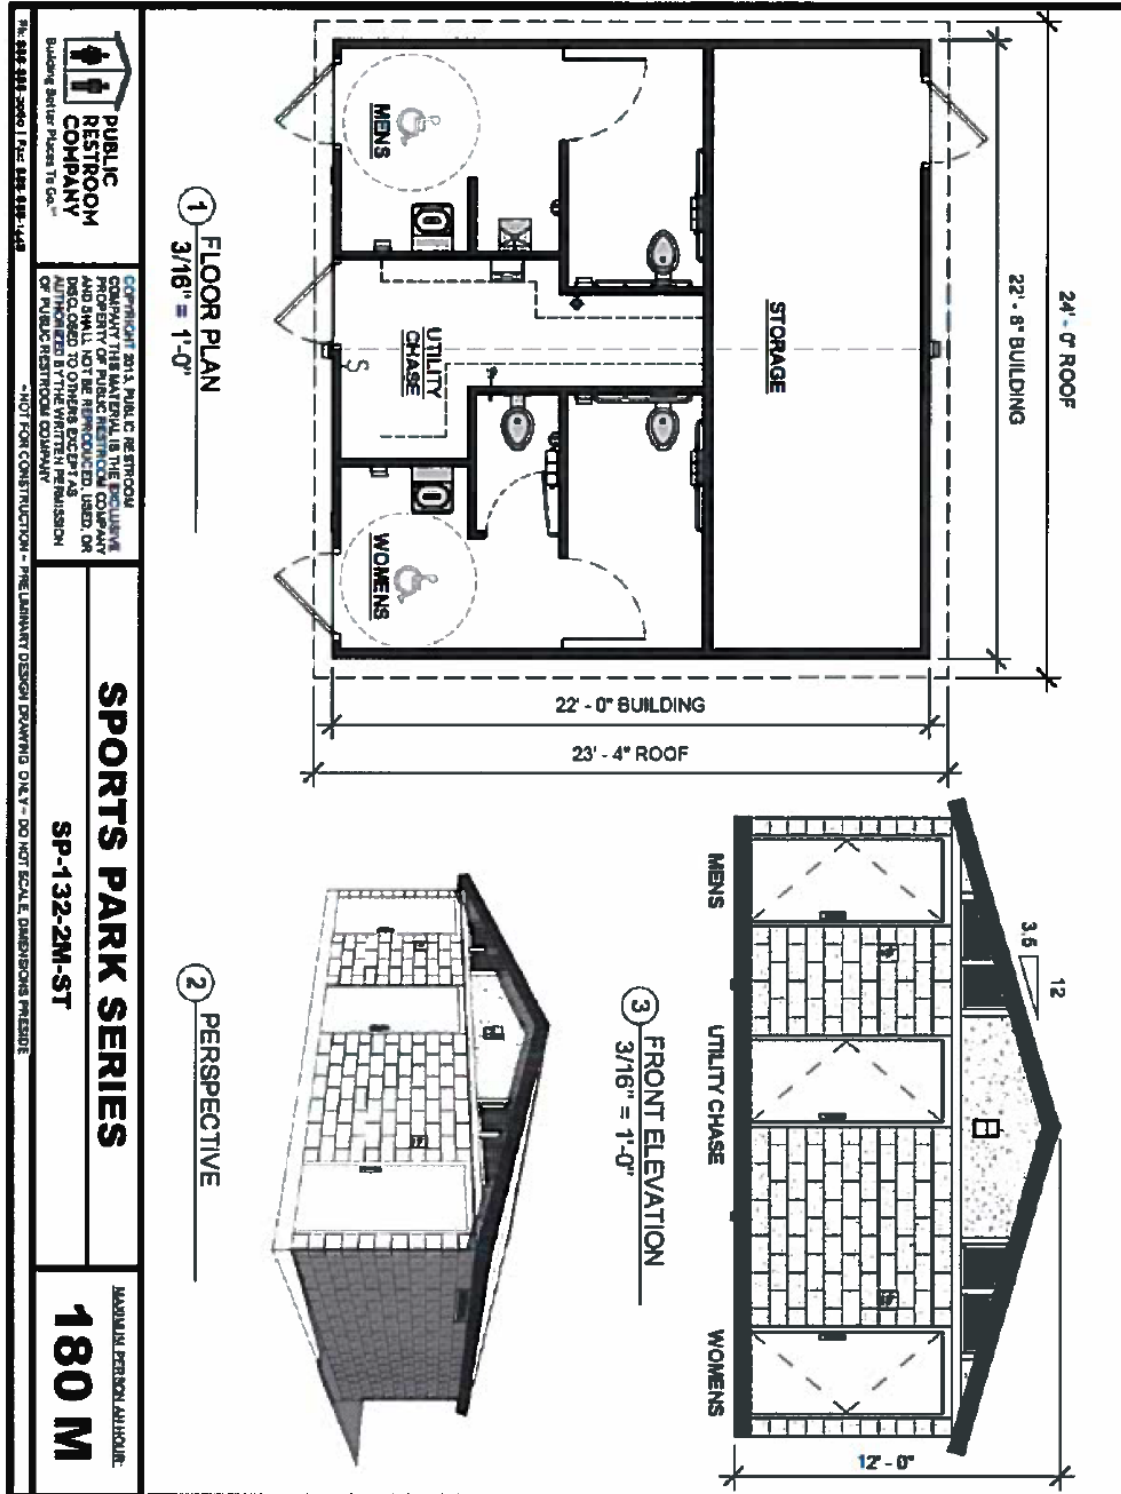 24' - 0" ROOF
22' - 8" BUILDING
STORAGE
UTILITY
CHASE
MENS
WOMENS
22' - 0" BUILDING
23' - 4" ROOF
1
FLOOR PLAN
3/16" = 1'-0"
12
3.5
MENS
UTILITY CHASE
WOMENS
12' - 0"
3
FRONT ELEVATION
3/16" = 1'-0"
2
PERSPECTIVE
PUBLIC
RESTROOM
COMPANY
Building Better Places To Go.™
COPYRIGHT 2013, PUBLIC RESTROOM
COMPANY THIS MATERIAL IS THE EXCLUSIVE
PROPERTY OF PUBLIC RESTROOM COMPANY
AND SHALL NOT BE REPRODUCED, USED, OR
DISCLOSED TO OTHERS EXCEPT AS
AUTHORIZED BY THE WRITTEN PERMISSION
OF PUBLIC RESTROOM COMPANY
SPORTS PARK SERIES
SP-132-2M-ST
MAXIMUM PERSON AN HOUR:
180 M
~NOT FOR CONSTRUCTION ~ PRELIMINARY DESIGN DRAWING ONLY ~ DO NOT SCALE, DIMENSIONS PRESIDE